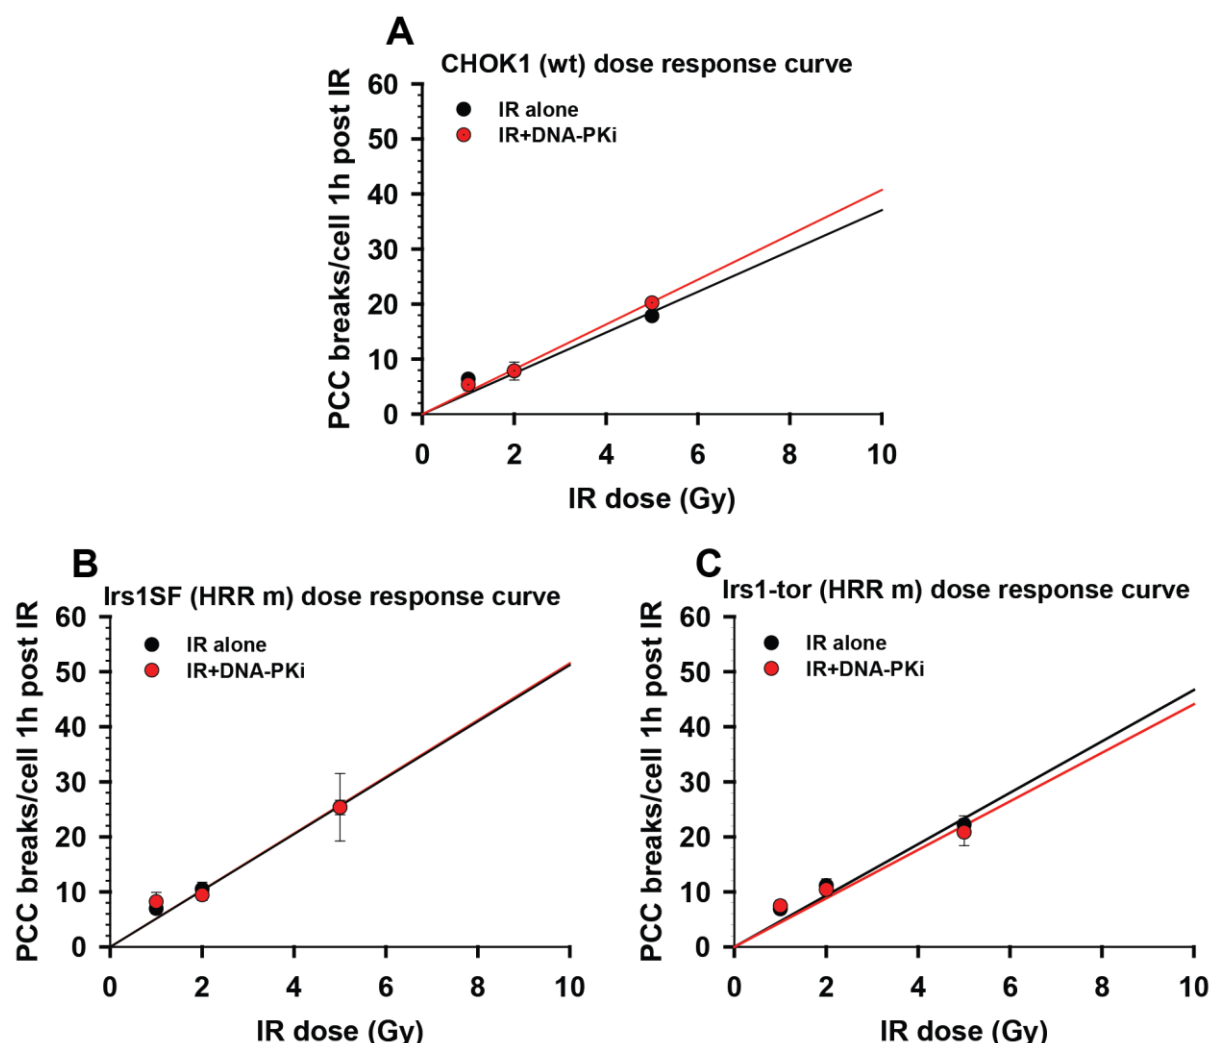 A
CHOK1 (wt) dose response curve
PCC breaks/cell 1h post IR
60
50
40
30
20
10
0
IR alone
IR+DNA-PKi
0 2 4 6 8 10
IR dose (Gy)
B
Irs1SF (HRR m) dose response curve
PCC breaks/cell 1h post IR
60
50
40
30
20
10
0
IR alone
IR+DNA-PKi
0 2 4 6 8 10
IR dose (Gy)
C
Irs1-tor (HRR m) dose response curve
PCC breaks/cell 1h post IR
60
50
40
30
20
10
0
IR alone
IR+DNA-PKi
0 2 4 6 8 10
IR dose (Gy)